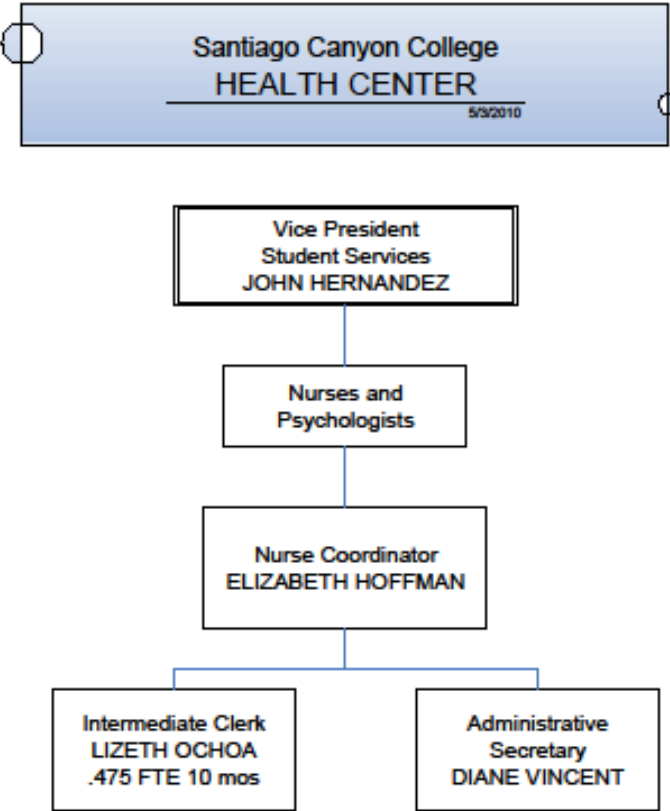 Santiago Canyon College
HEALTH CENTER
5/3/2010
Vice President
Student Services
JOHN HERNANDEZ
Nurses and
Psychologists
Nurse Coordinator
ELIZABETH HOFFMAN
Intermediate Clerk
LIZETH OCHOA
.475 FTE 10 mos
Administrative
Secretary
DIANE VINCENT